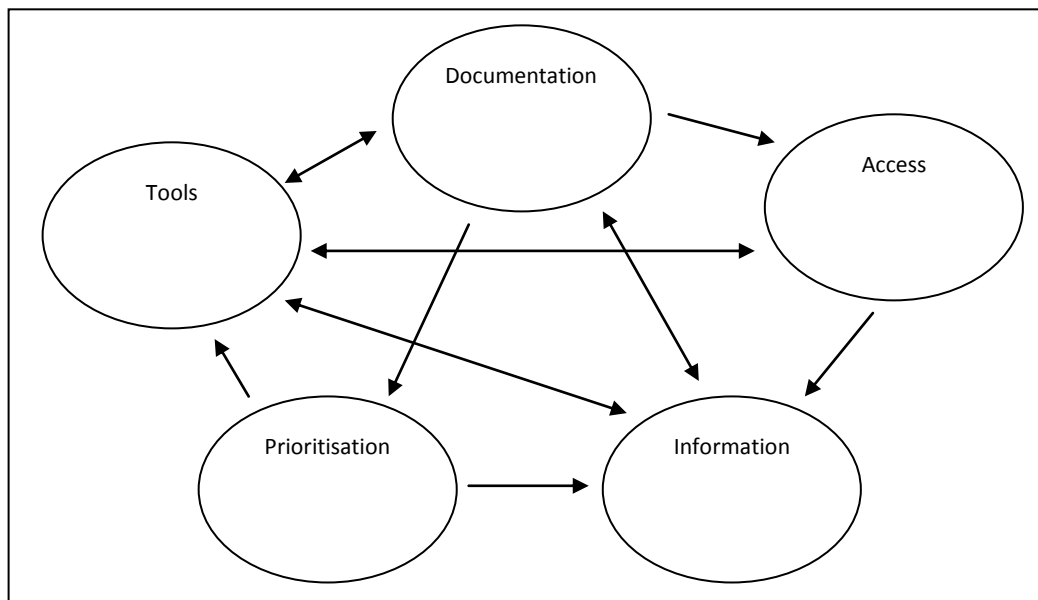 Documentation
Access
Tools
Prioritisation
Information